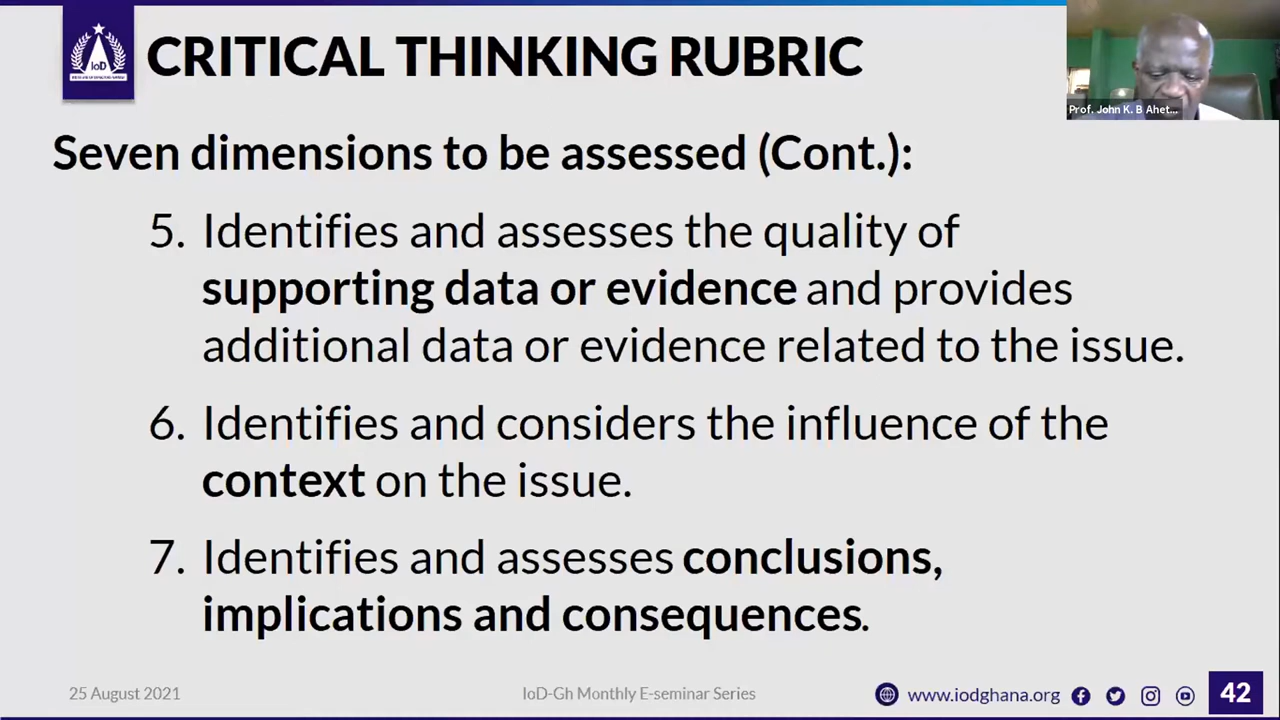 IoD
CRITICAL THINKING RUBRIC
Prof. John K. B Ahet...
Seven dimensions to be assessed (Cont.):
5. Identifies and assesses the quality of
supporting data or evidence and provides
additional data or evidence related to the issue.
6. Identifies and considers the influence of the
context on the issue.
7. Identifies and assesses conclusions,
implications and consequences.
25 August 2021
IoD-Gh Monthly E-seminar Series
www.iodghana.org
42